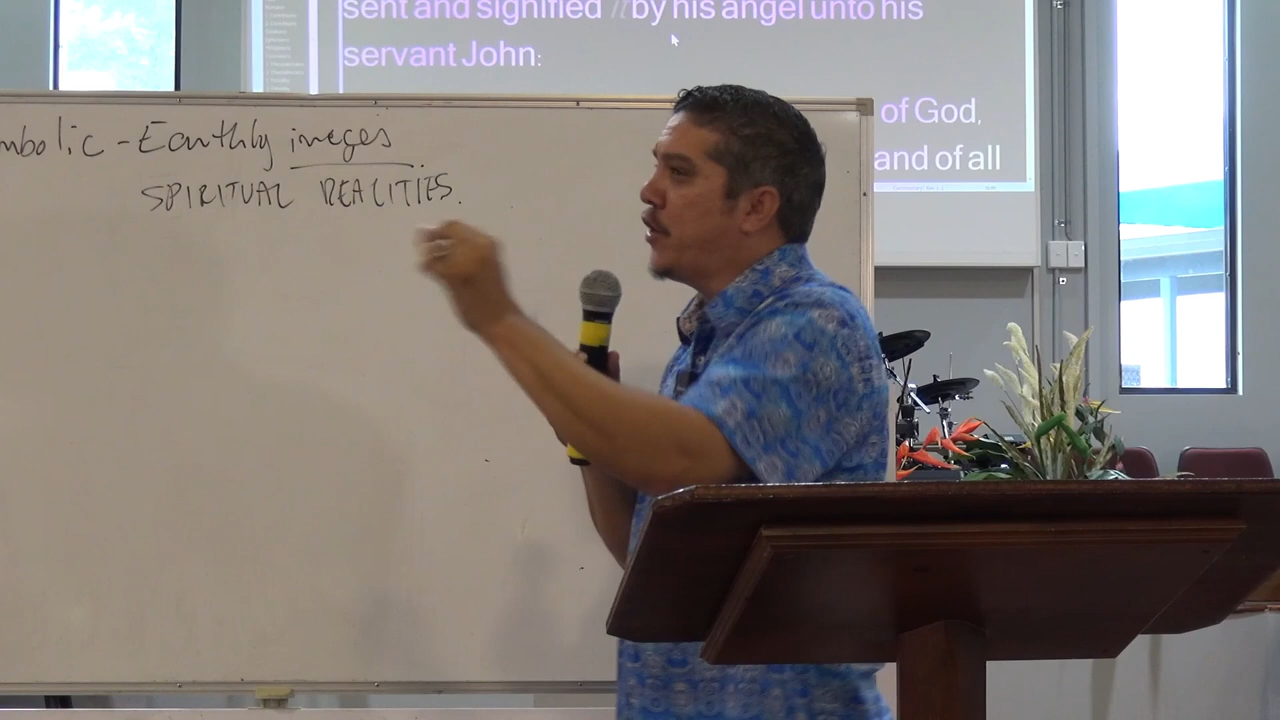 sent and signified it by his angel unto his
servant John:
of God,
and of all
mbolic - Earthly images
SPIRITUAL REALITIES.